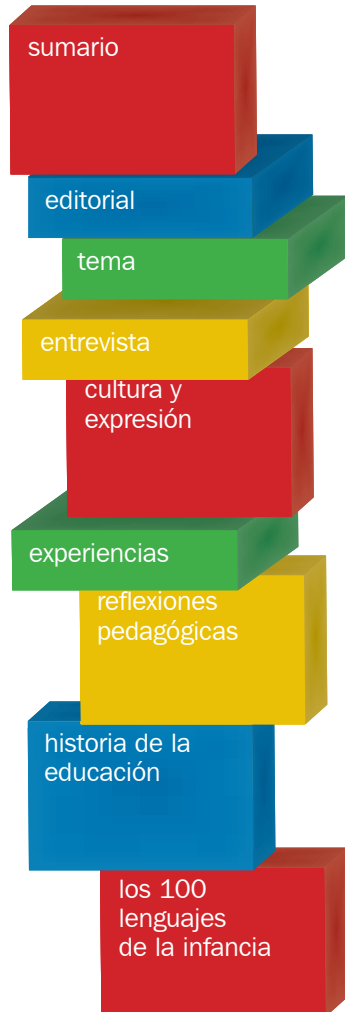 sumario
editorial
tema
entrevista
cultura y
expresión
experiencias
reflexiones
pedagógicas
historia de la
educación
los 100
lenguajes
de la infancia